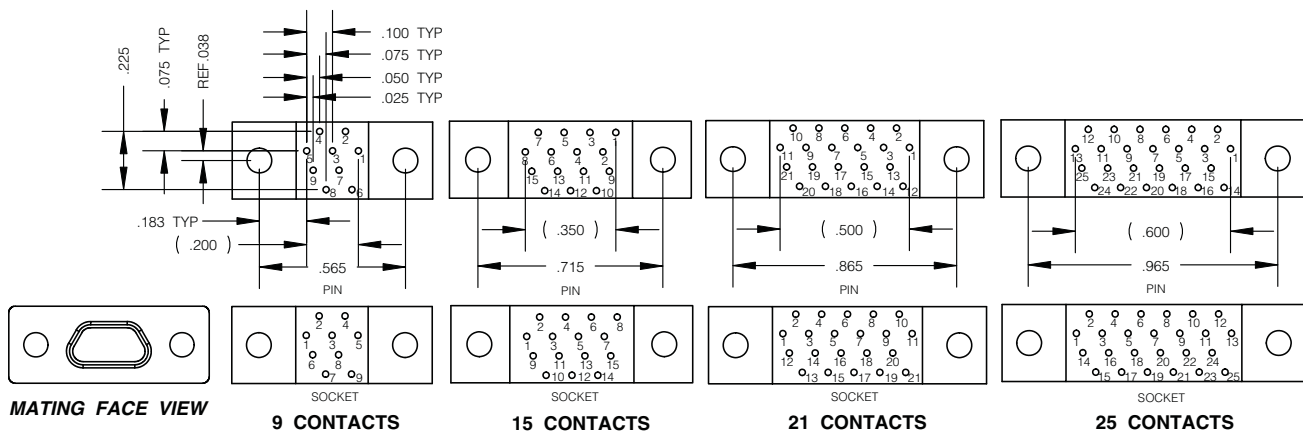 .100 TYP
.075 TYP
.050 TYP
.025 TYP
.225
.075 TYP
REF.038
4 2
5 3 1
9 7
8 6
.183 TYP
( .200 )
.565
PIN
7 5 3 1
8 6 4 2
15 13 11 9
14 12 10
( .350 )
.715
PIN
10 8 6 4 2
11 9 7 5 3 1
21 19 17 15 13
20 18 16 14 12
( .500 )
.865
PIN
12 10 8 6 4 2
13 11 9 7 5 3 1
25 23 21 19 17 15
24 22 20 18 16 14
( .600 )
.965
PIN
MATING FACE VIEW
2 4
1 3 5
6 8
7 9
SOCKET
9 CONTACTS
2 4 6 8
1 3 5 7
9 11 13 15
10 12 14
SOCKET
15 CONTACTS
2 4 6 8 10
1 3 5 7 9 11
12 14 16 18 20
13 15 17 19 21
SOCKET
21 CONTACTS
2 4 6 8 10 12
1 3 5 7 9 11 13
14 16 18 20 22 24
15 17 19 21 23 25
SOCKET
25 CONTACTS